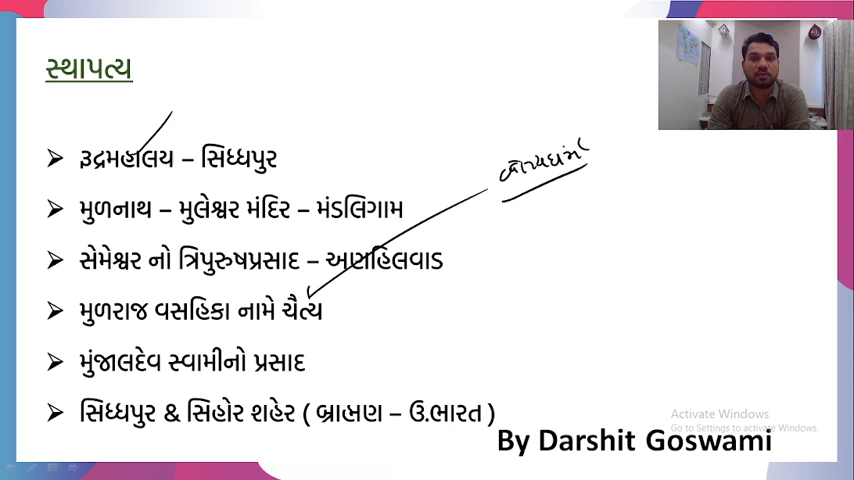 સ્થાપત્ય
➢ રૂદ્રમહાલય – સિધ્ધપુર
➢ મુળનાથ – મુલેશ્વર મંદિર – મંડલિગામ
➢ સેમેશ્વર નો ત્રિપુરુષપ્રસાદ – અણહિલવાડ
➢ મુળરાજ વસહિકા નામે ચૈત્ય
➢ મુંજાલદેવ સ્વામીનો પ્રસાદ
➢ સિધ્ધપુર & સિહોર શહેર ( બ્રાહ્મણ – ઉ.ભારત )
By Darshit Goswami
Activate Windows
Go to Settings to activate Windows.